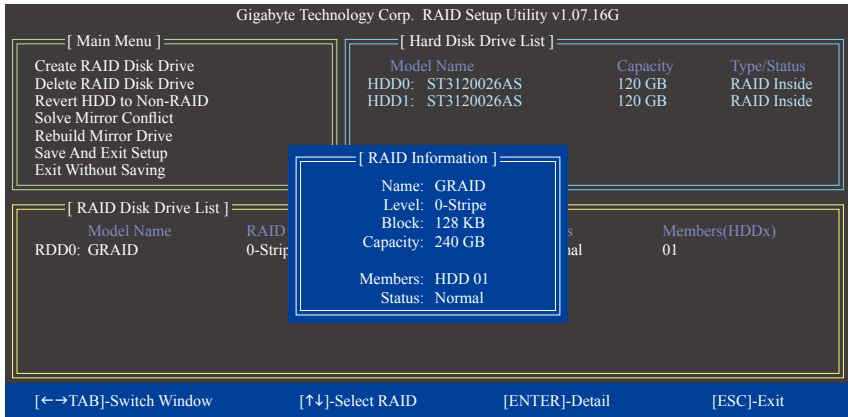 Gigabyte Technology Corp. RAID Setup Utility v1.07.16G
[ Main Menu ]
Create RAID Disk Drive
Delete RAID Disk Drive
Revert HDD to Non-RAID
Solve Mirror Conflict
Rebuild Mirror Drive
Save And Exit Setup
Exit Without Saving
[ Hard Disk Drive List ]
Model Name Capacity Type/Status
HDD0: ST3120026AS 120 GB RAID Inside
HDD1: ST3120026AS 120 GB RAID Inside
[ RAID Information ]
Name: GRAID
Level: 0-Stripe
Block: 128 KB
Capacity: 240 GB
Members: HDD 01
Status: Normal
[ RAID Disk Drive List ]
Model Name RAID Members(HDDx)
RDD0: GRAID 0-Strip 01
[←→TAB]-Switch Window [↑↓]-Select RAID [ENTER]-Detail [ESC]-Exit